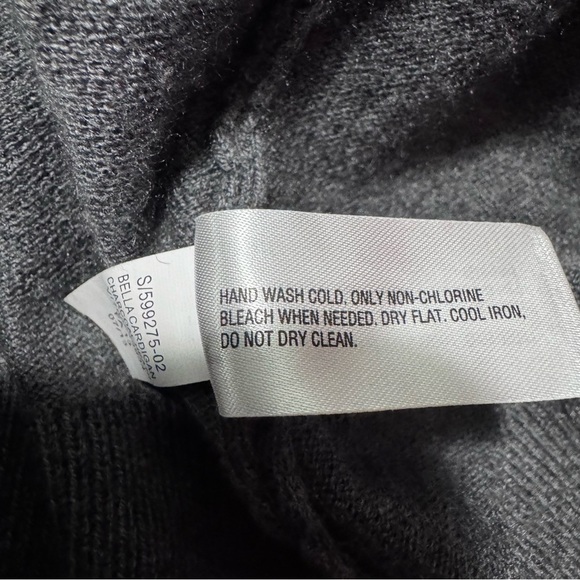 HAND WASH COLD, ONLY NON-CHLORINE
BLEACH WHEN NEEDED. DRY FLAT. COOL IRON,
DO NOT DRY CLEAN.
S/599275-02
BELLA CARDIGAN